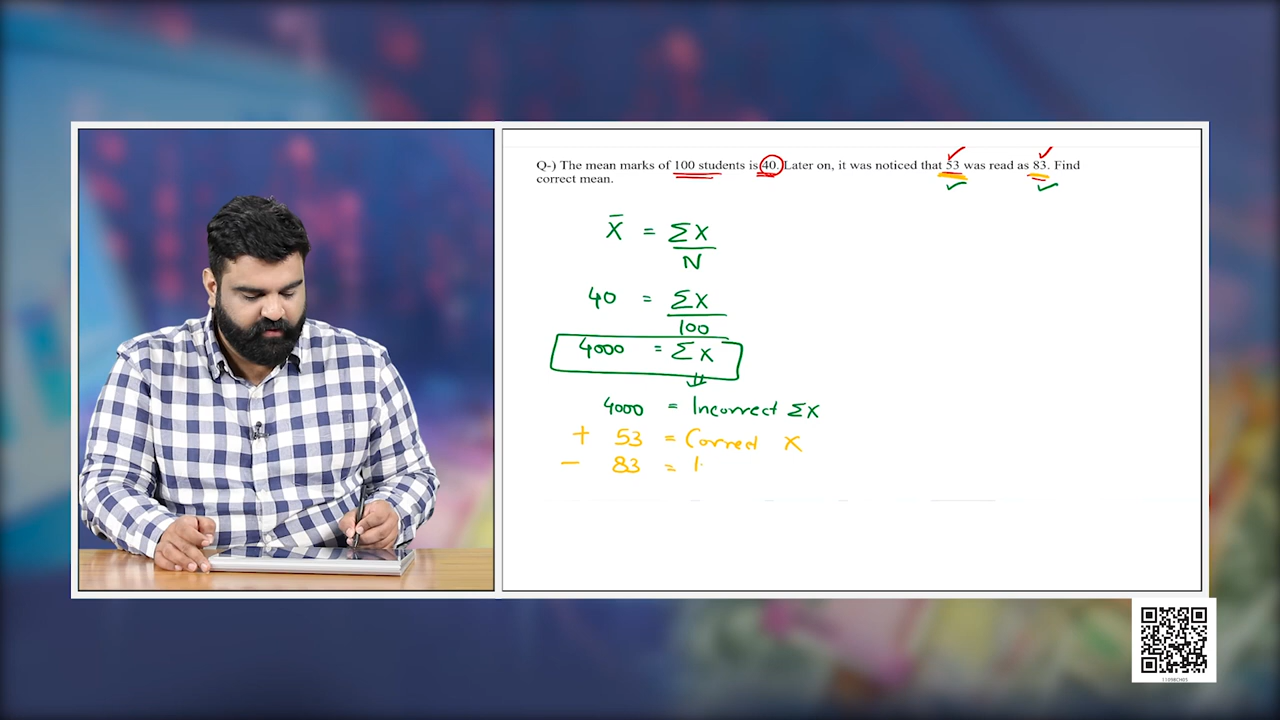 Q-) The mean marks of 100 students is 40. Later on, it was noticed that 53 was read as 83. Find
correct mean.
X̄ = ΣX
N
40 = ΣX
100
4000 = ΣX
4000 = Incorrect ΣX
+ 53 = Correct X
- 83 = I